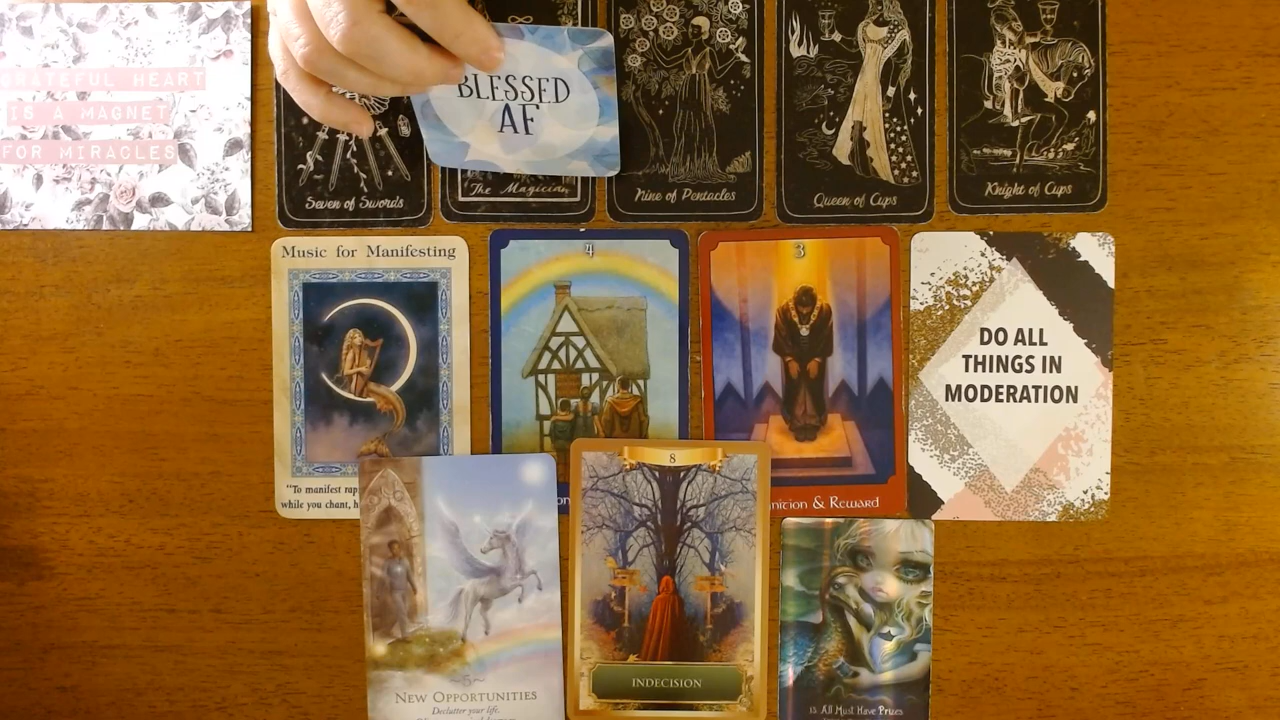 GRATEFUL HEART
IS A MAGNET
FOR MIRACLES
BLESSED
AF
Seven of Swords
The Magician
Nine of Pentacles
Queen of Cups
Knight of Cups
Music for Manifesting
"To manifest
while you chant,
4
3
& Reward
DO ALL
THINGS IN
MODERATION
5
NEW OPPORTUNITIES
Declutter your life.
8
INDECISION
13. All Must Have Prizes